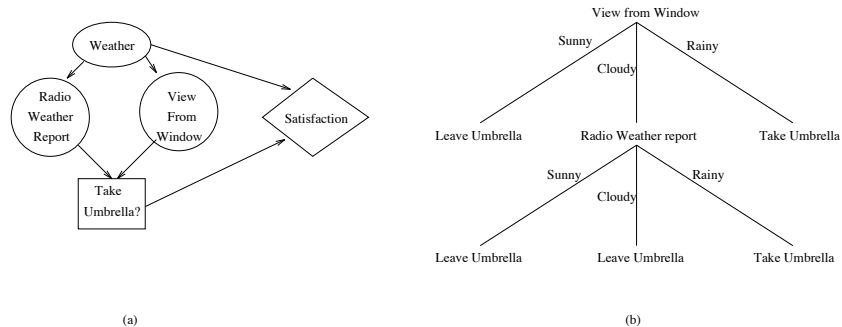 Weather
Radio
Weather
Report
View
From
Window
Satisfaction
Take
Umbrella?
(a)
View from Window
Sunny
Cloudy
Rainy
Leave Umbrella
Radio Weather report
Take Umbrella
Sunny
Cloudy
Rainy
Leave Umbrella
Leave Umbrella
Take Umbrella
(b)